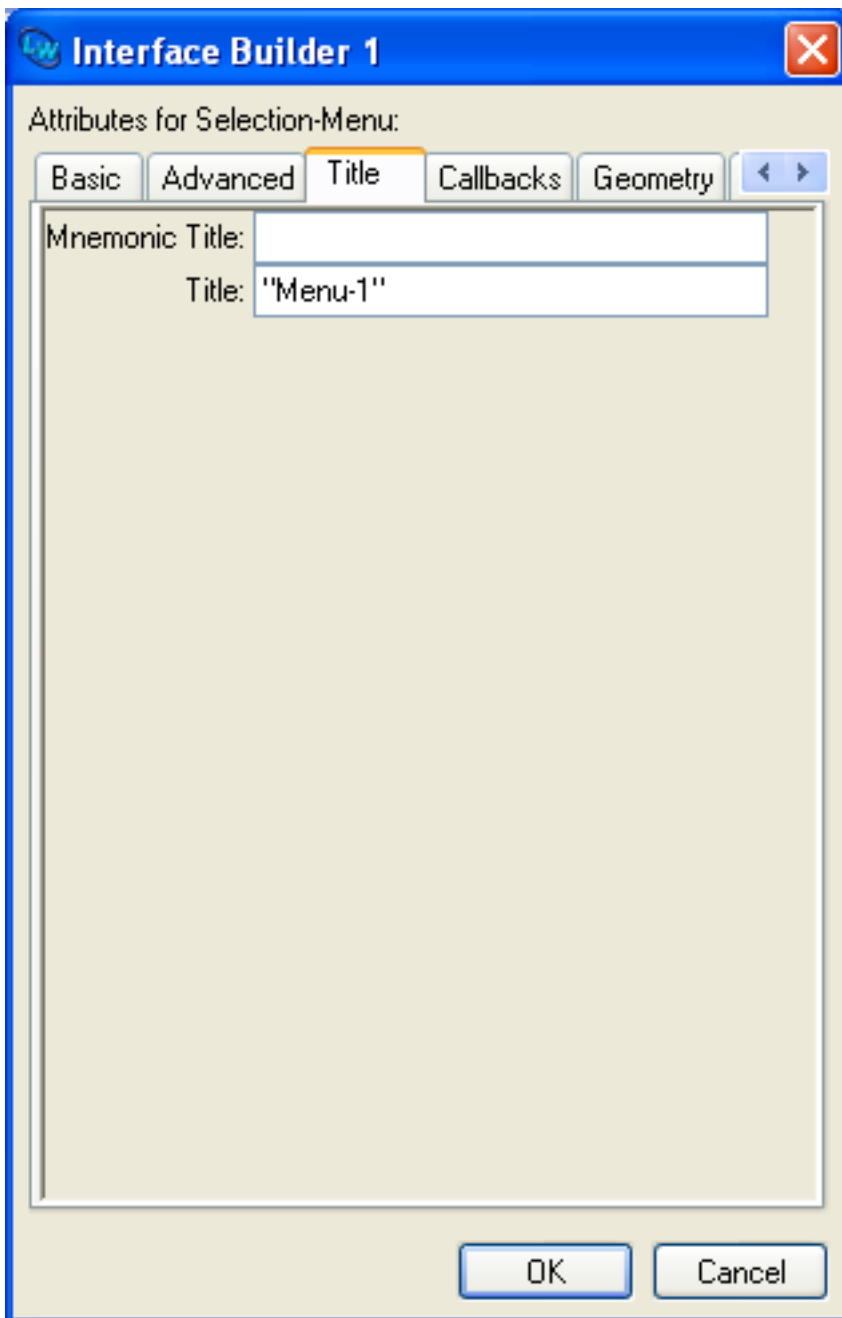 LW Interface Builder 1
Attributes for Selection-Menu:
Basic Advanced Title Callbacks Geometry
Mnemonic Title:
Title: "Menu-1"
OK Cancel